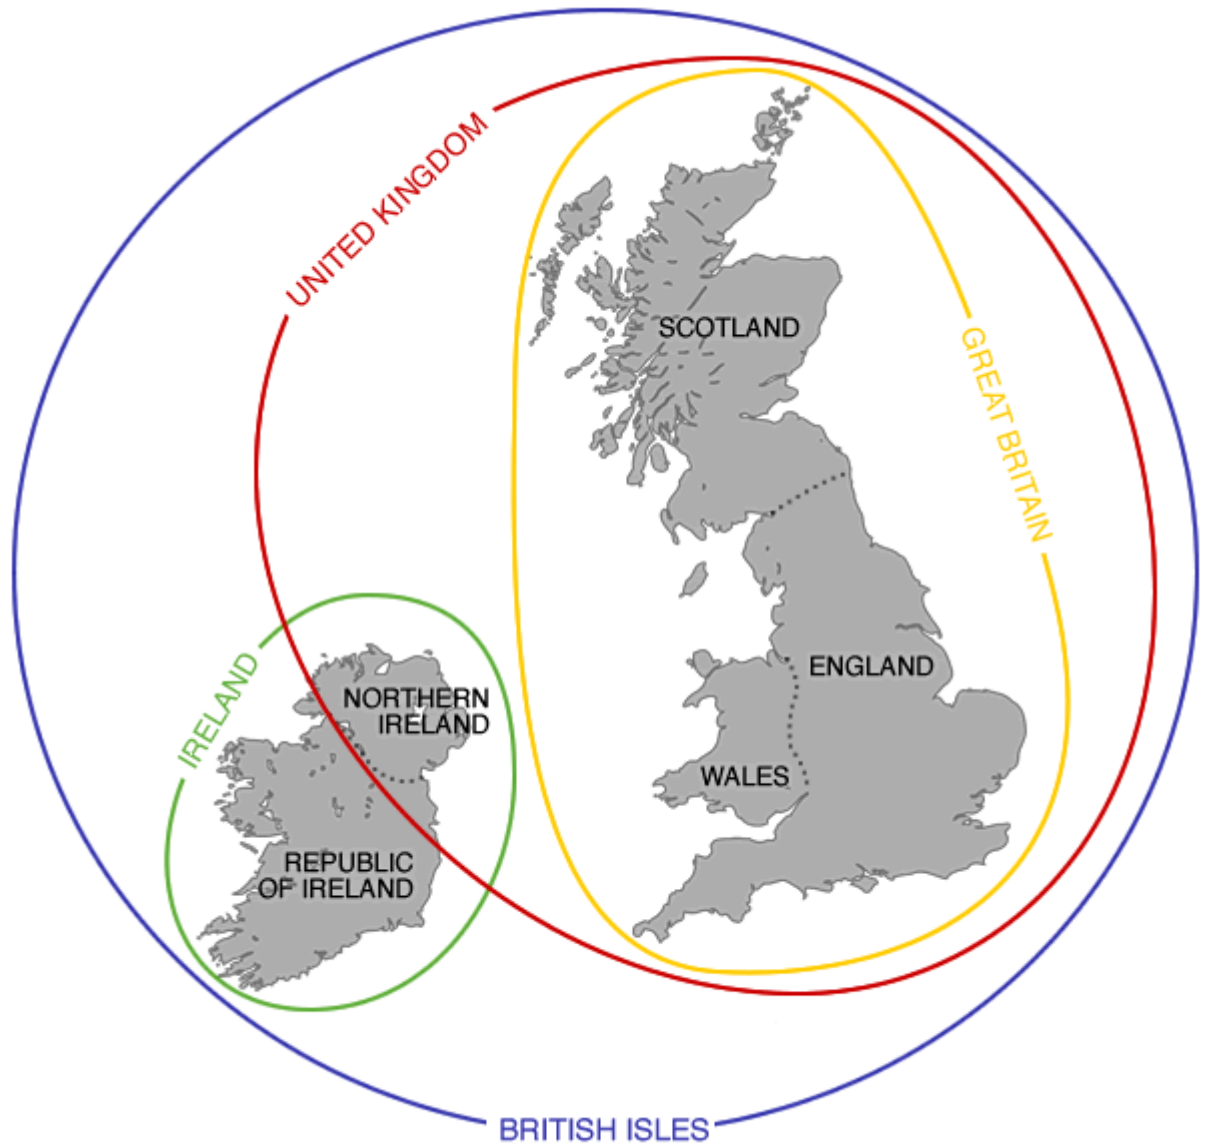 UNITED KINGDOM
SCOTLAND
GREAT BRITAIN
IRELAND
ENGLAND
NORTHERN
IRELAND
WALES
REPUBLIC
OF IRELAND
BRITISH ISLES